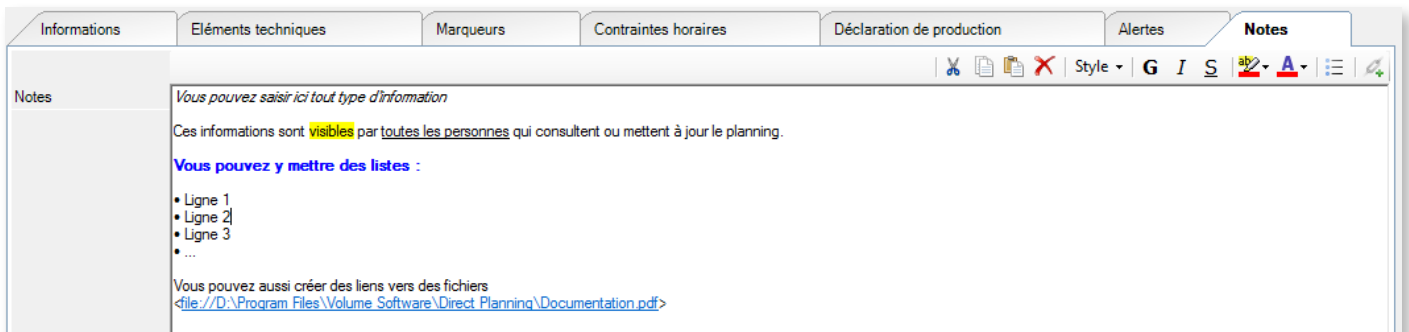 Informations Eléments techniques Marqueurs Contraintes horaires Déclaration de production Alertes Notes
Style G I S ab A
Notes
Vous pouvez saisir ici tout type d'information
Ces informations sont visibles par toutes les personnes qui consultent ou mettent à jour le planning.
Vous pouvez y mettre des listes :
• Ligne 1
• Ligne 2
• Ligne 3
• ...
Vous pouvez aussi créer des liens vers des fichiers
<file://D:\Program Files\Volume Software\Direct Planning\Documentation.pdf>